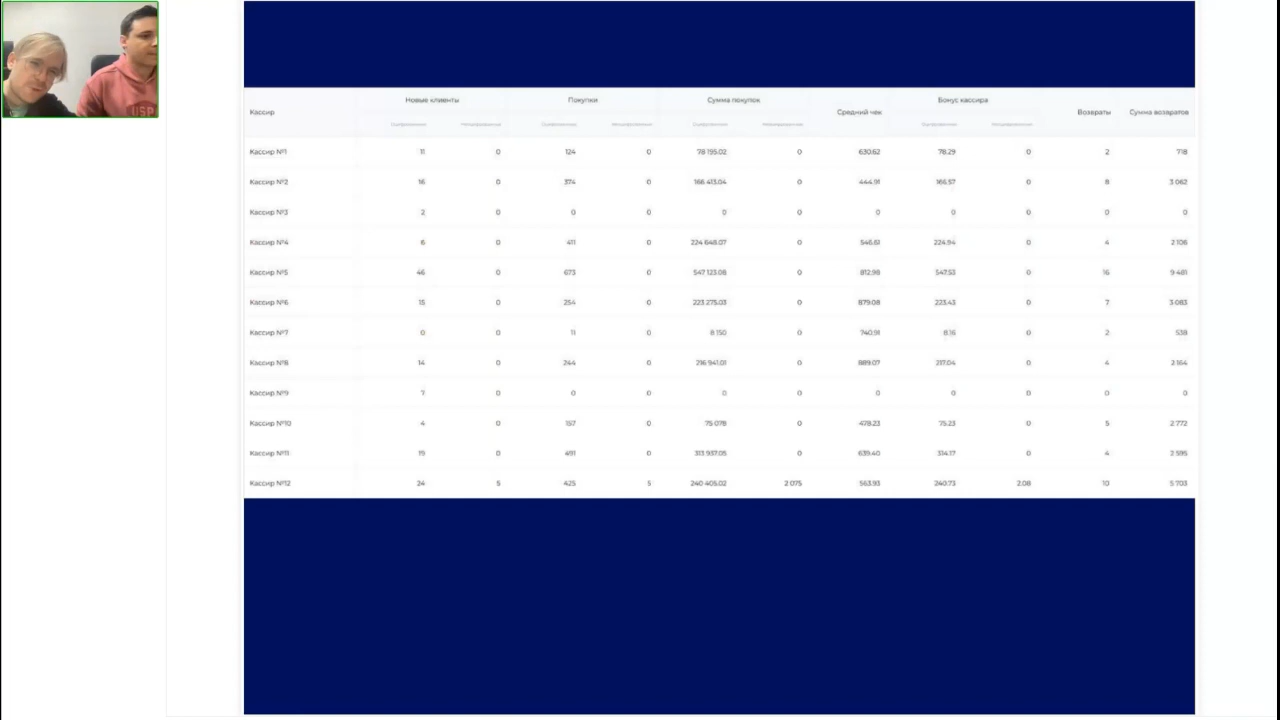 Кассир Новые клиенты Покупки Сумма покупок Средний чек Бонус кассира Возвраты Сумма возвратов
Кассир №1 11 0 124 0 78 195.02 0 630.62 78.29 0 2 718
Кассир №2 16 0 374 0 166 413.04 0 444.91 166.57 0 8 3 062
Кассир №3 2 0 0 0 0 0 0 0 0 0 0
Кассир №4 6 0 411 0 224 648.07 0 546.61 224.94 0 4 2 106
Кассир №5 46 0 673 0 547 123.08 0 812.98 547.53 0 16 9 481
Кассир №6 0 254 0 223 275.03 0 879.08 223.43 0 7 3 083
Кассир №7 0 0 11 0 8 150 0 740.91 8.16 0 2 538
Кассир №8 14 0 244 0 216 941.01 0 889.07 217.04 0 4
Кассир №9 7 0 0 0 0 0 0 0 0 0 0
Кассир №10 4 0 157 0 75 078 0 478.23 75.23 0 5 2 772
Кассир №11 19 0 491 0 313 937.05 0 639.40 314.17 0 4 2 595
Кассир №12 24 5 425 5 240 405.02 2 075 563.93 240.73 2.08 10 5 703